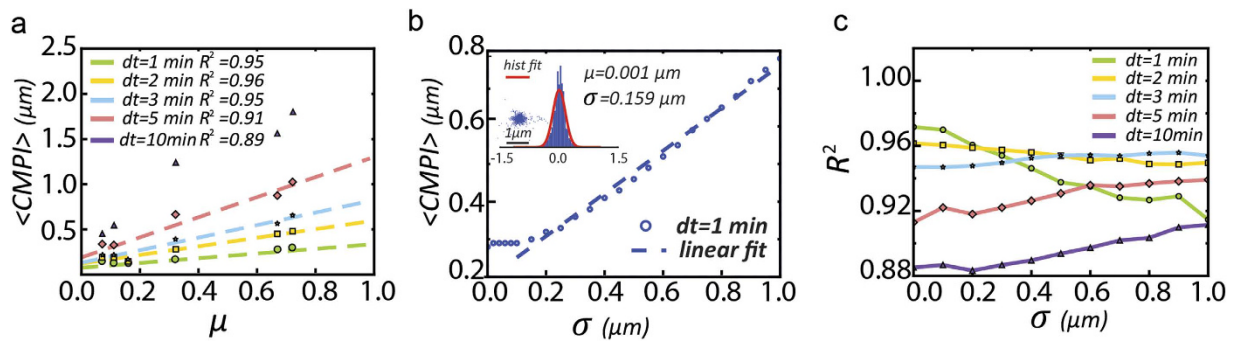 a
<CMPI> (μm)
2.5
2.0
1.5
1.0
0.5
dt=1 min R² =0.95
dt=2 min R² =0.96
dt=3 min R² =0.95
dt=5 min R² =0.91
dt=10min R² =0.89
0.0 0.2 0.4 0.6 0.8 1.0
μ
b
<CMPI> (μm)
0.8
0.6
0.4
0.2
hist fit
1μm
-1.5 0.0 1.5
μ=0.001 μm
σ=0.159 μm
dt=1 min
linear fit
0.0 0.2 0.4 0.6 0.8 1.0
σ (μm)
c
R²
1.00
0.96
0.92
0.88
dt=1 min
dt=2 min
dt=3 min
dt=5 min
dt=10min
0.0 0.2 0.4 0.6 0.8 1.0
σ (μm)